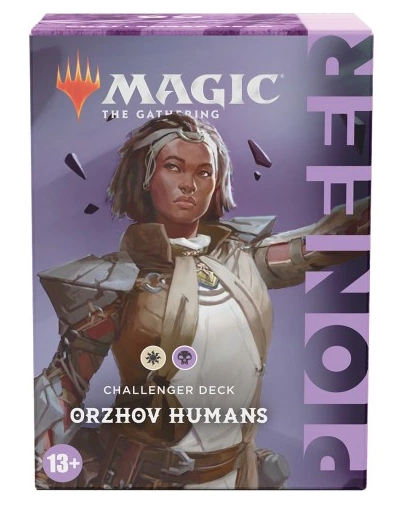 MAGIC
THE GATHERING
CHALLENGER DECK
ORZHOV HUMANS
13+
PIONEER